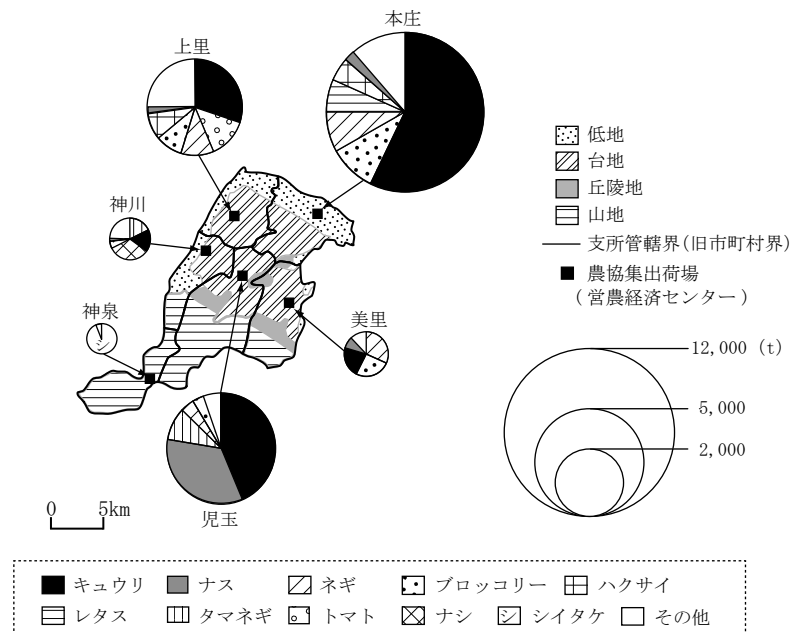 本庄
上里
神川
神泉
美里
児玉
シ
低地
台地
丘陵地
山地
支所管轄界(旧市町村界)
農協集出荷場
(営農経済センター)
12,000 (t)
5,000
2,000
0 5km
キュウリ ナス ネギ ブロッコリー ハクサイ
レタス タマネギ トマト ナシ シ シイタケ その他